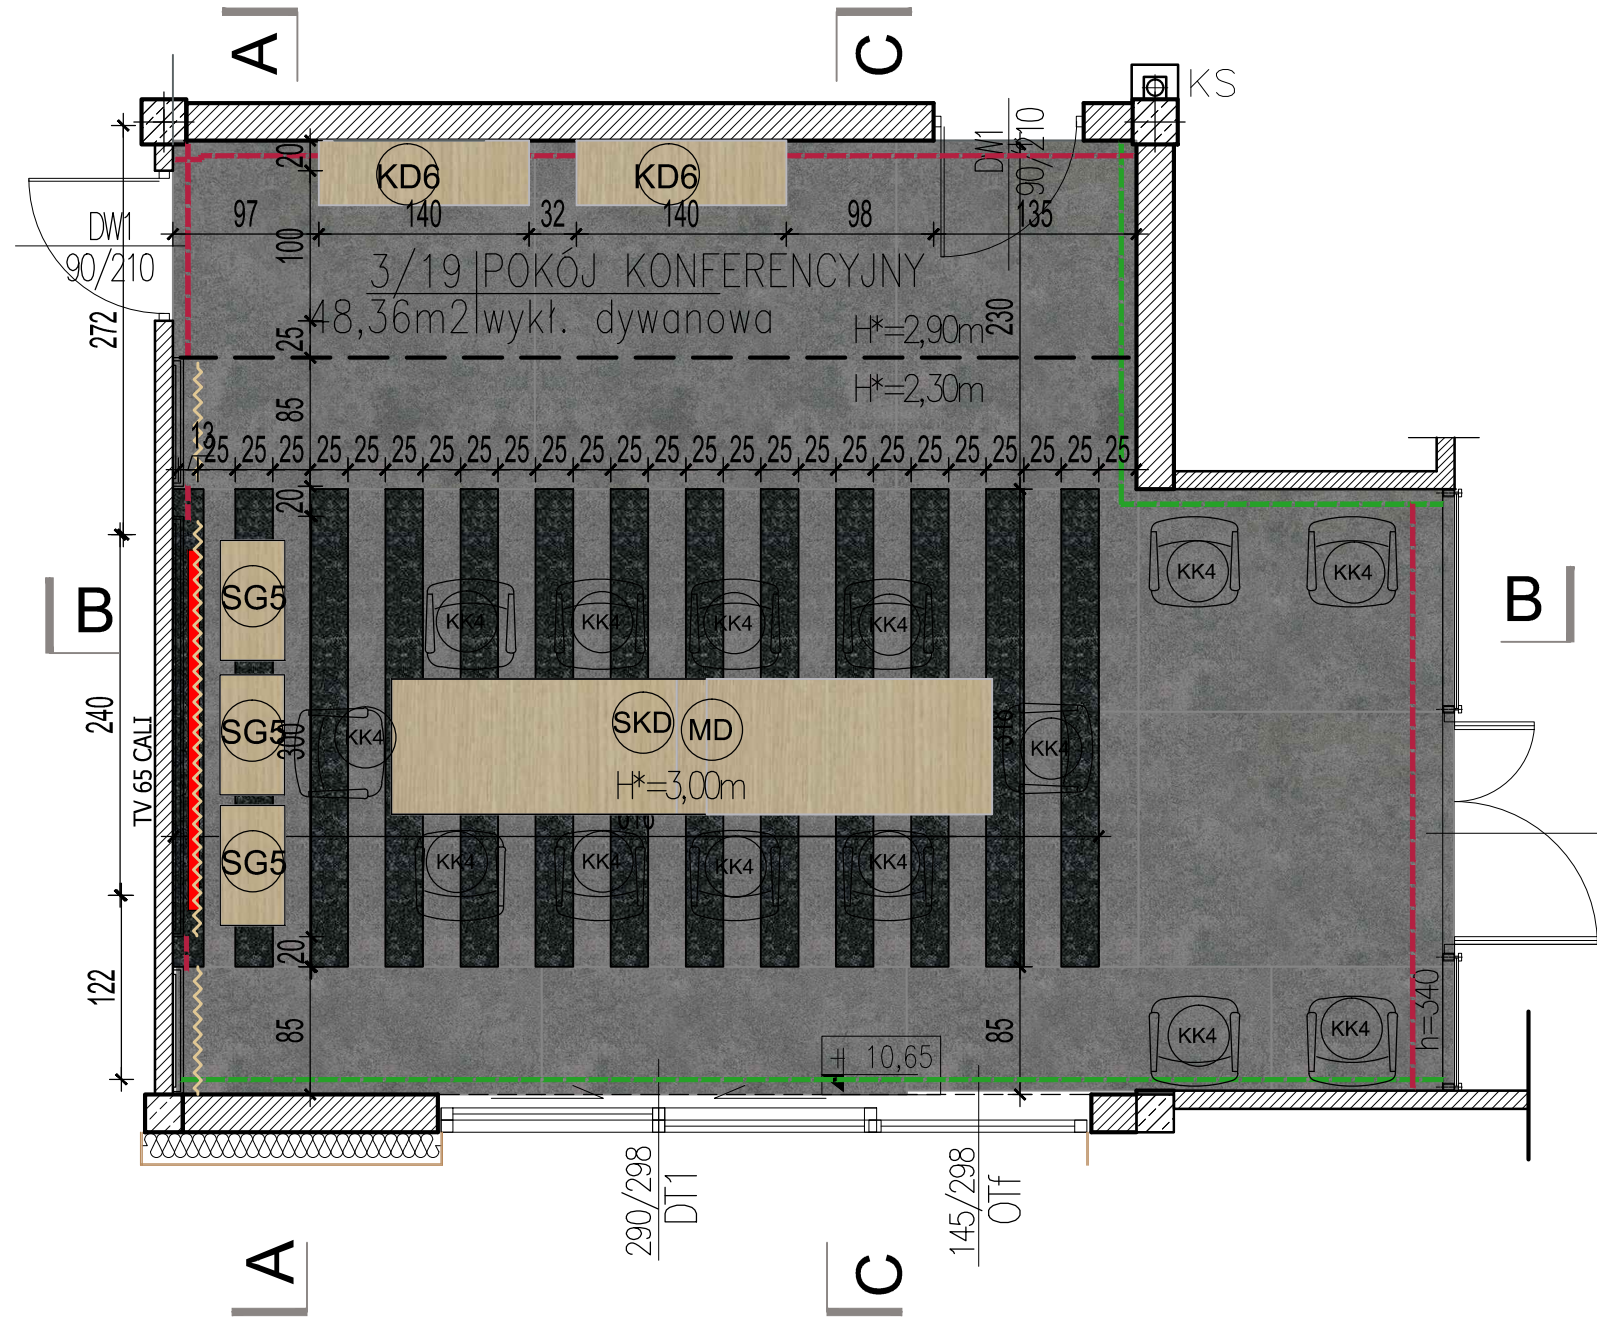 A
C
KS
20
KD6
KD6
DW1
90/210
DW1
90/210
97
140
32
140
98
135
100
272
3/19 POKÓJ KONFERENCYJNY
48,36m2 wykł. dywanowa
25
H*=2,90m
230
H*=2,30m
85
13
25 25 25 25 25 25 25 25 25 25 25 25 25 25 25 25 25 25 25 25 25 25 25 25 25
20
KK4
KK4
B
SG5
KK4
KK4
KK4
KK4
B
240
TV 65 CALI
SG5
300
KK4
SKD
MD
KK4
H*=3,00m
SG5
KK4
KK4
KK4
KK4
20
122
85
85
+ 10,65
KK4
KK4
h=340
290/298
DT1
145/298
OTf
A
C